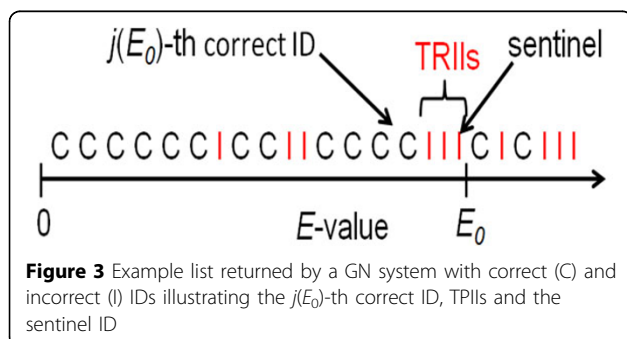 j(E₀)-th correct ID TRIIs sentinel
C C C C C C I C C I I C C C C I I I C I C I I I
0 E-value E₀
Figure 3 Example list returned by a GN system with correct (C) and
incorrect (I) IDs illustrating the j(E₀)-th correct ID, TPIIs and the
sentinel ID